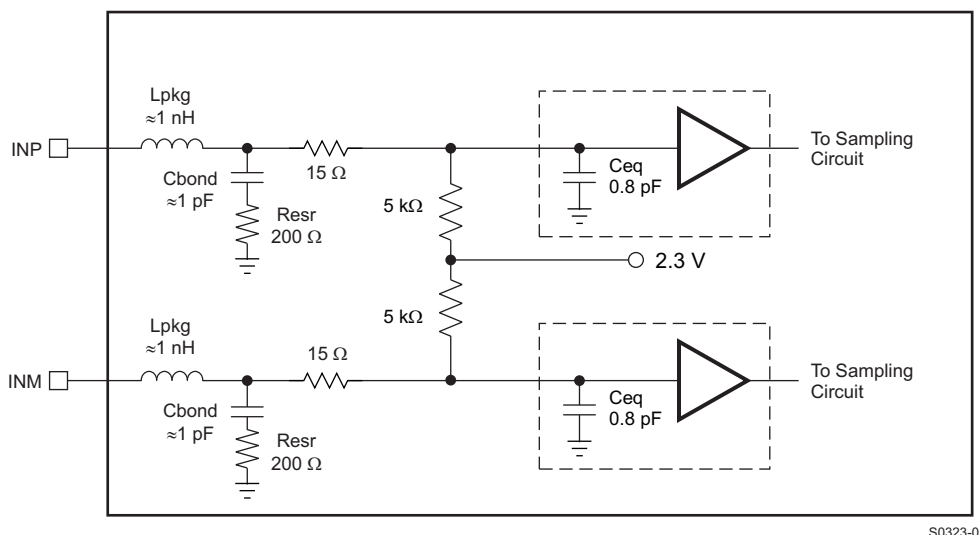 Lpkg
≈1 nH
INP
15 Ω
Cbond
≈1 pF
Resr
200 Ω
5 kΩ
Ceq
0.8 pF
To Sampling
Circuit
2.3 V
5 kΩ
Lpkg
≈1 nH
INM
15 Ω
Cbond
≈1 pF
Resr
200 Ω
Ceq
0.8 pF
To Sampling
Circuit